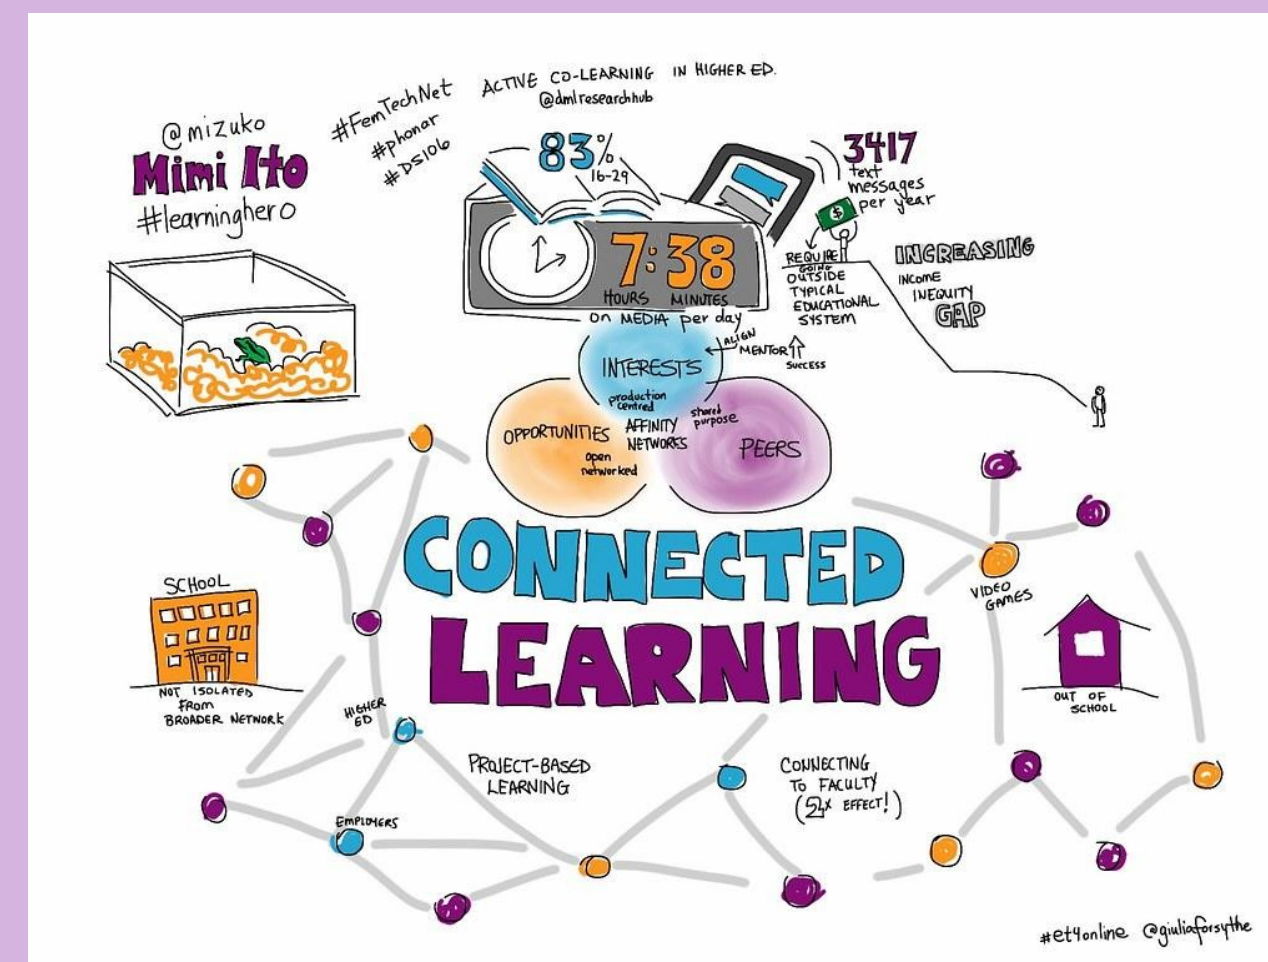 @mizuko
Mimi Ito
#learninghero
#FemTechNet
#phonar
#DS106
ACTIVE CO-LEARNING IN HIGHER ED.
@dmlresearchhub
83%
16-29
7:38
HOURS MINUTES
on MEDIA per day
3417
text
messages
per year
$
REQUIRE
GOING
OUTSIDE
TYPICAL
EDUCATIONAL
SYSTEM
INCREASING
INCOME
INEQUITY
GAP
ALIGN
MENTOR
SUCCESS
INTERESTS
production
centred
shared
purpose
AFFINITY
NETWORKS
OPPORTUNITIES
open
networked
PEERS
CONNECTED
LEARNING
SCHOOL
NOT ISOLATED
FROM
BROADER NETWORK
HIGHER
ED
EMPLOYERS
PROJECT-BASED
LEARNING
CONNECTING
TO FACULTY
EFFECT!)
VIDEO
GAMES
OUT OF
SCHOOL
#et4online @giuliaforsythe